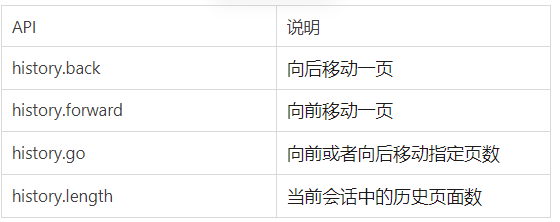 API 说明
history.back 向后移动一页
history.forward 向前移动一页
history.go 向前或者向后移动指定页数
history.length 当前会话中的历史页面数